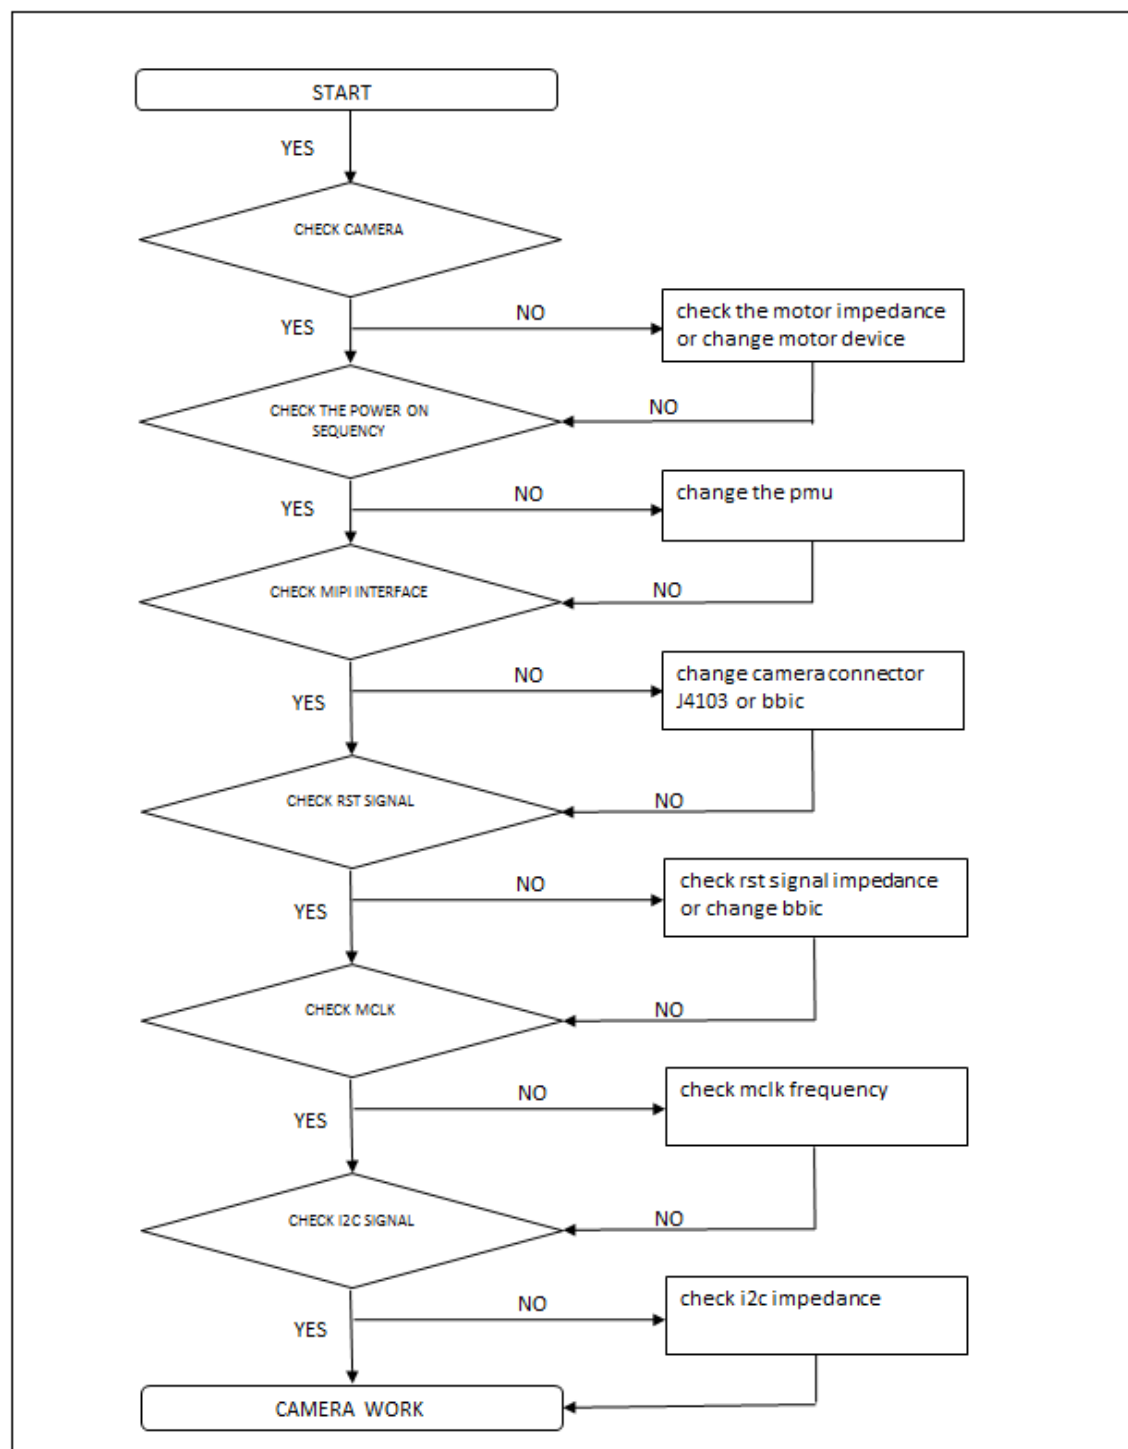 START
YES
CHECK CAMERA
NO
YES
check the motor impedance
or change motor device
NO
CHECK THE POWER ON
SEQUENCY
NO
YES
change the pmu
NO
CHECK MIPI INTERFACE
NO
YES
change camera connector
J4103 or bbic
NO
CHECK RST SIGNAL
NO
YES
check rst signal impedance
or change bbic
NO
CHECK MCLK
NO
YES
check mclk frequency
NO
CHECK I2C SIGNAL
NO
YES
check i2c impedance
CAMERA WORK